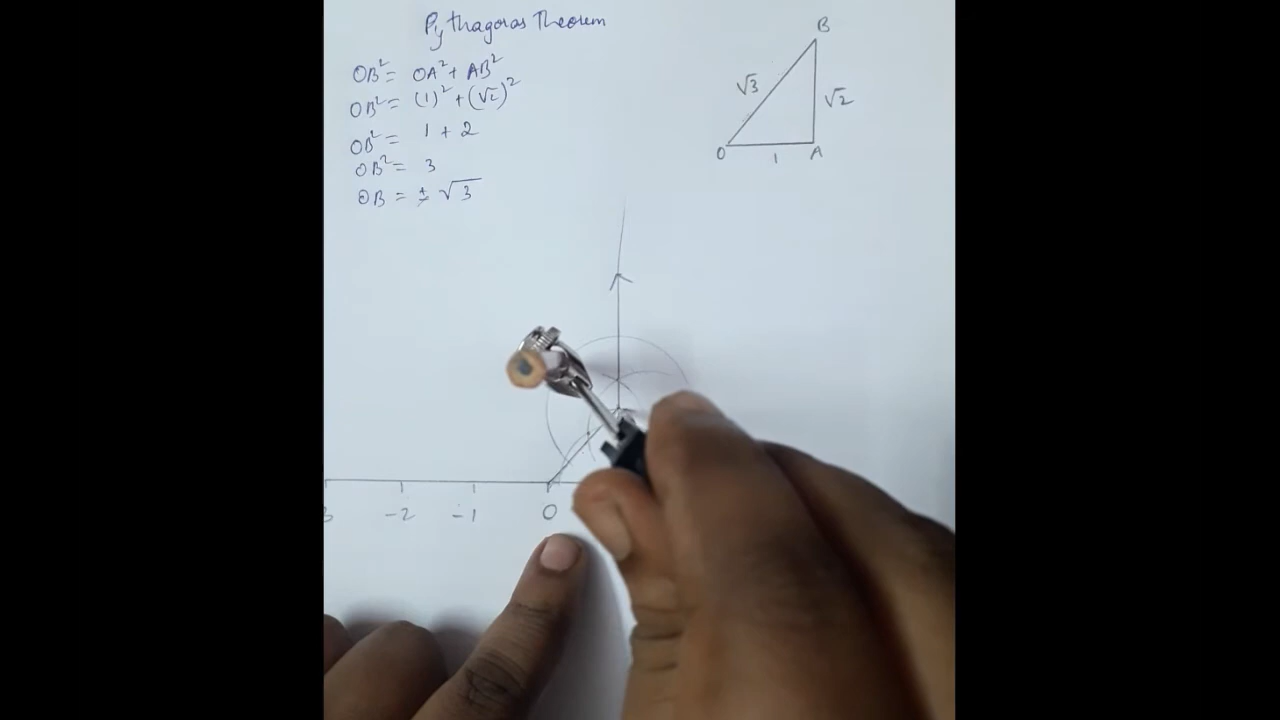 Pythagoras Theorem
OB² = OA² + AB²
OB² = (1)² + (√2)²
OB² = 1 + 2
OB² = 3
OB = ± √3
B
√3
√2
O
1
A
3 -2 -1 0